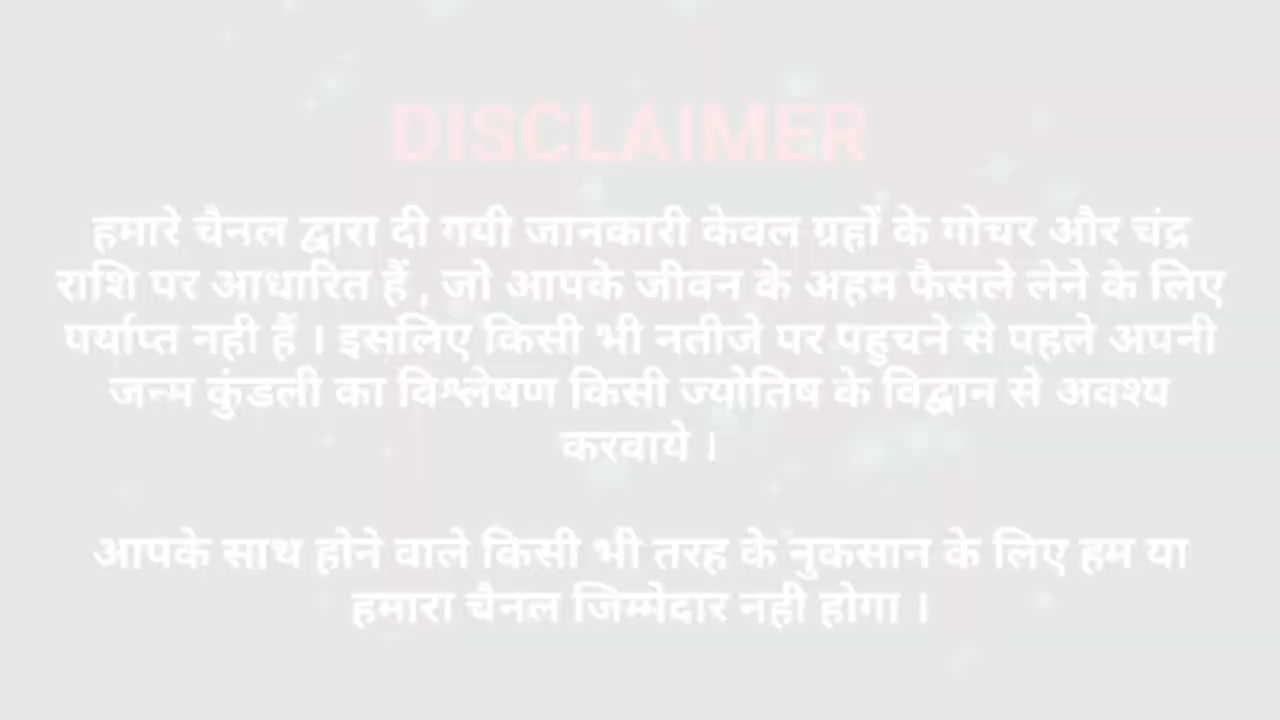 DISCLAIMER
हमारे चैनल द्वारा दी गयी जानकारी केवल ग्रहों के गोचर और चंद्र
राशि पर आधारित हैं , जो आपके जीवन के अहम फैसले लेने के लिए
पर्याप्त नही हैं । इसलिए किसी भी नतीजे पर पहुचने से पहले अपनी
जन्म कुंडली का विश्लेषण किसी ज्योतिष के विद्वान से अवश्य
करवाये ।
आपके साथ होने वाले किसी भी तरह के नुकसान के लिए हम या
हमारा चैनल जिम्मेदार नही होगा ।